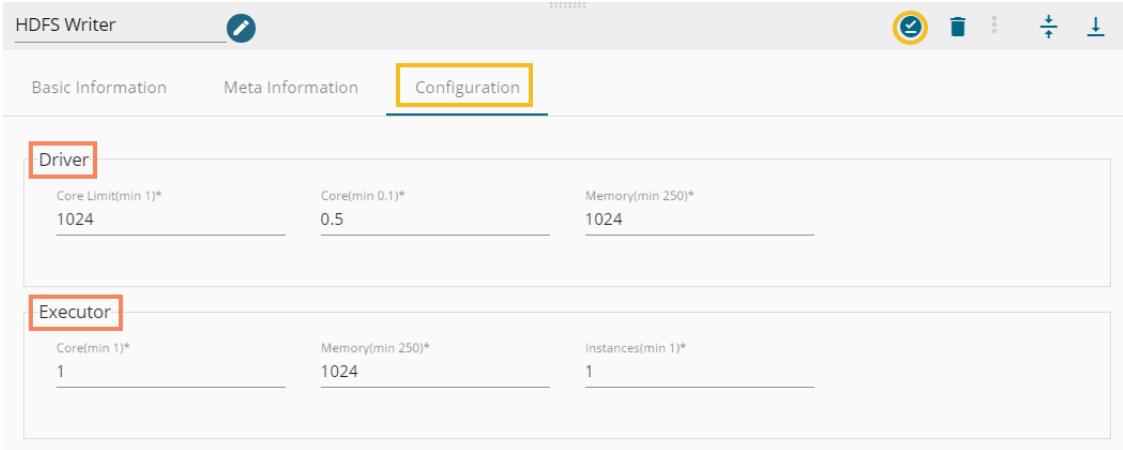 HDFS Writer
Basic Information Meta Information Configuration
Driver
Core Limit(min 1)* Core(min 0.1)* Memory(min 250)*
1024 0.5 1024
Executor
Core(min 1)* Memory(min 250)* Instances(min 1)*
1 1024 1